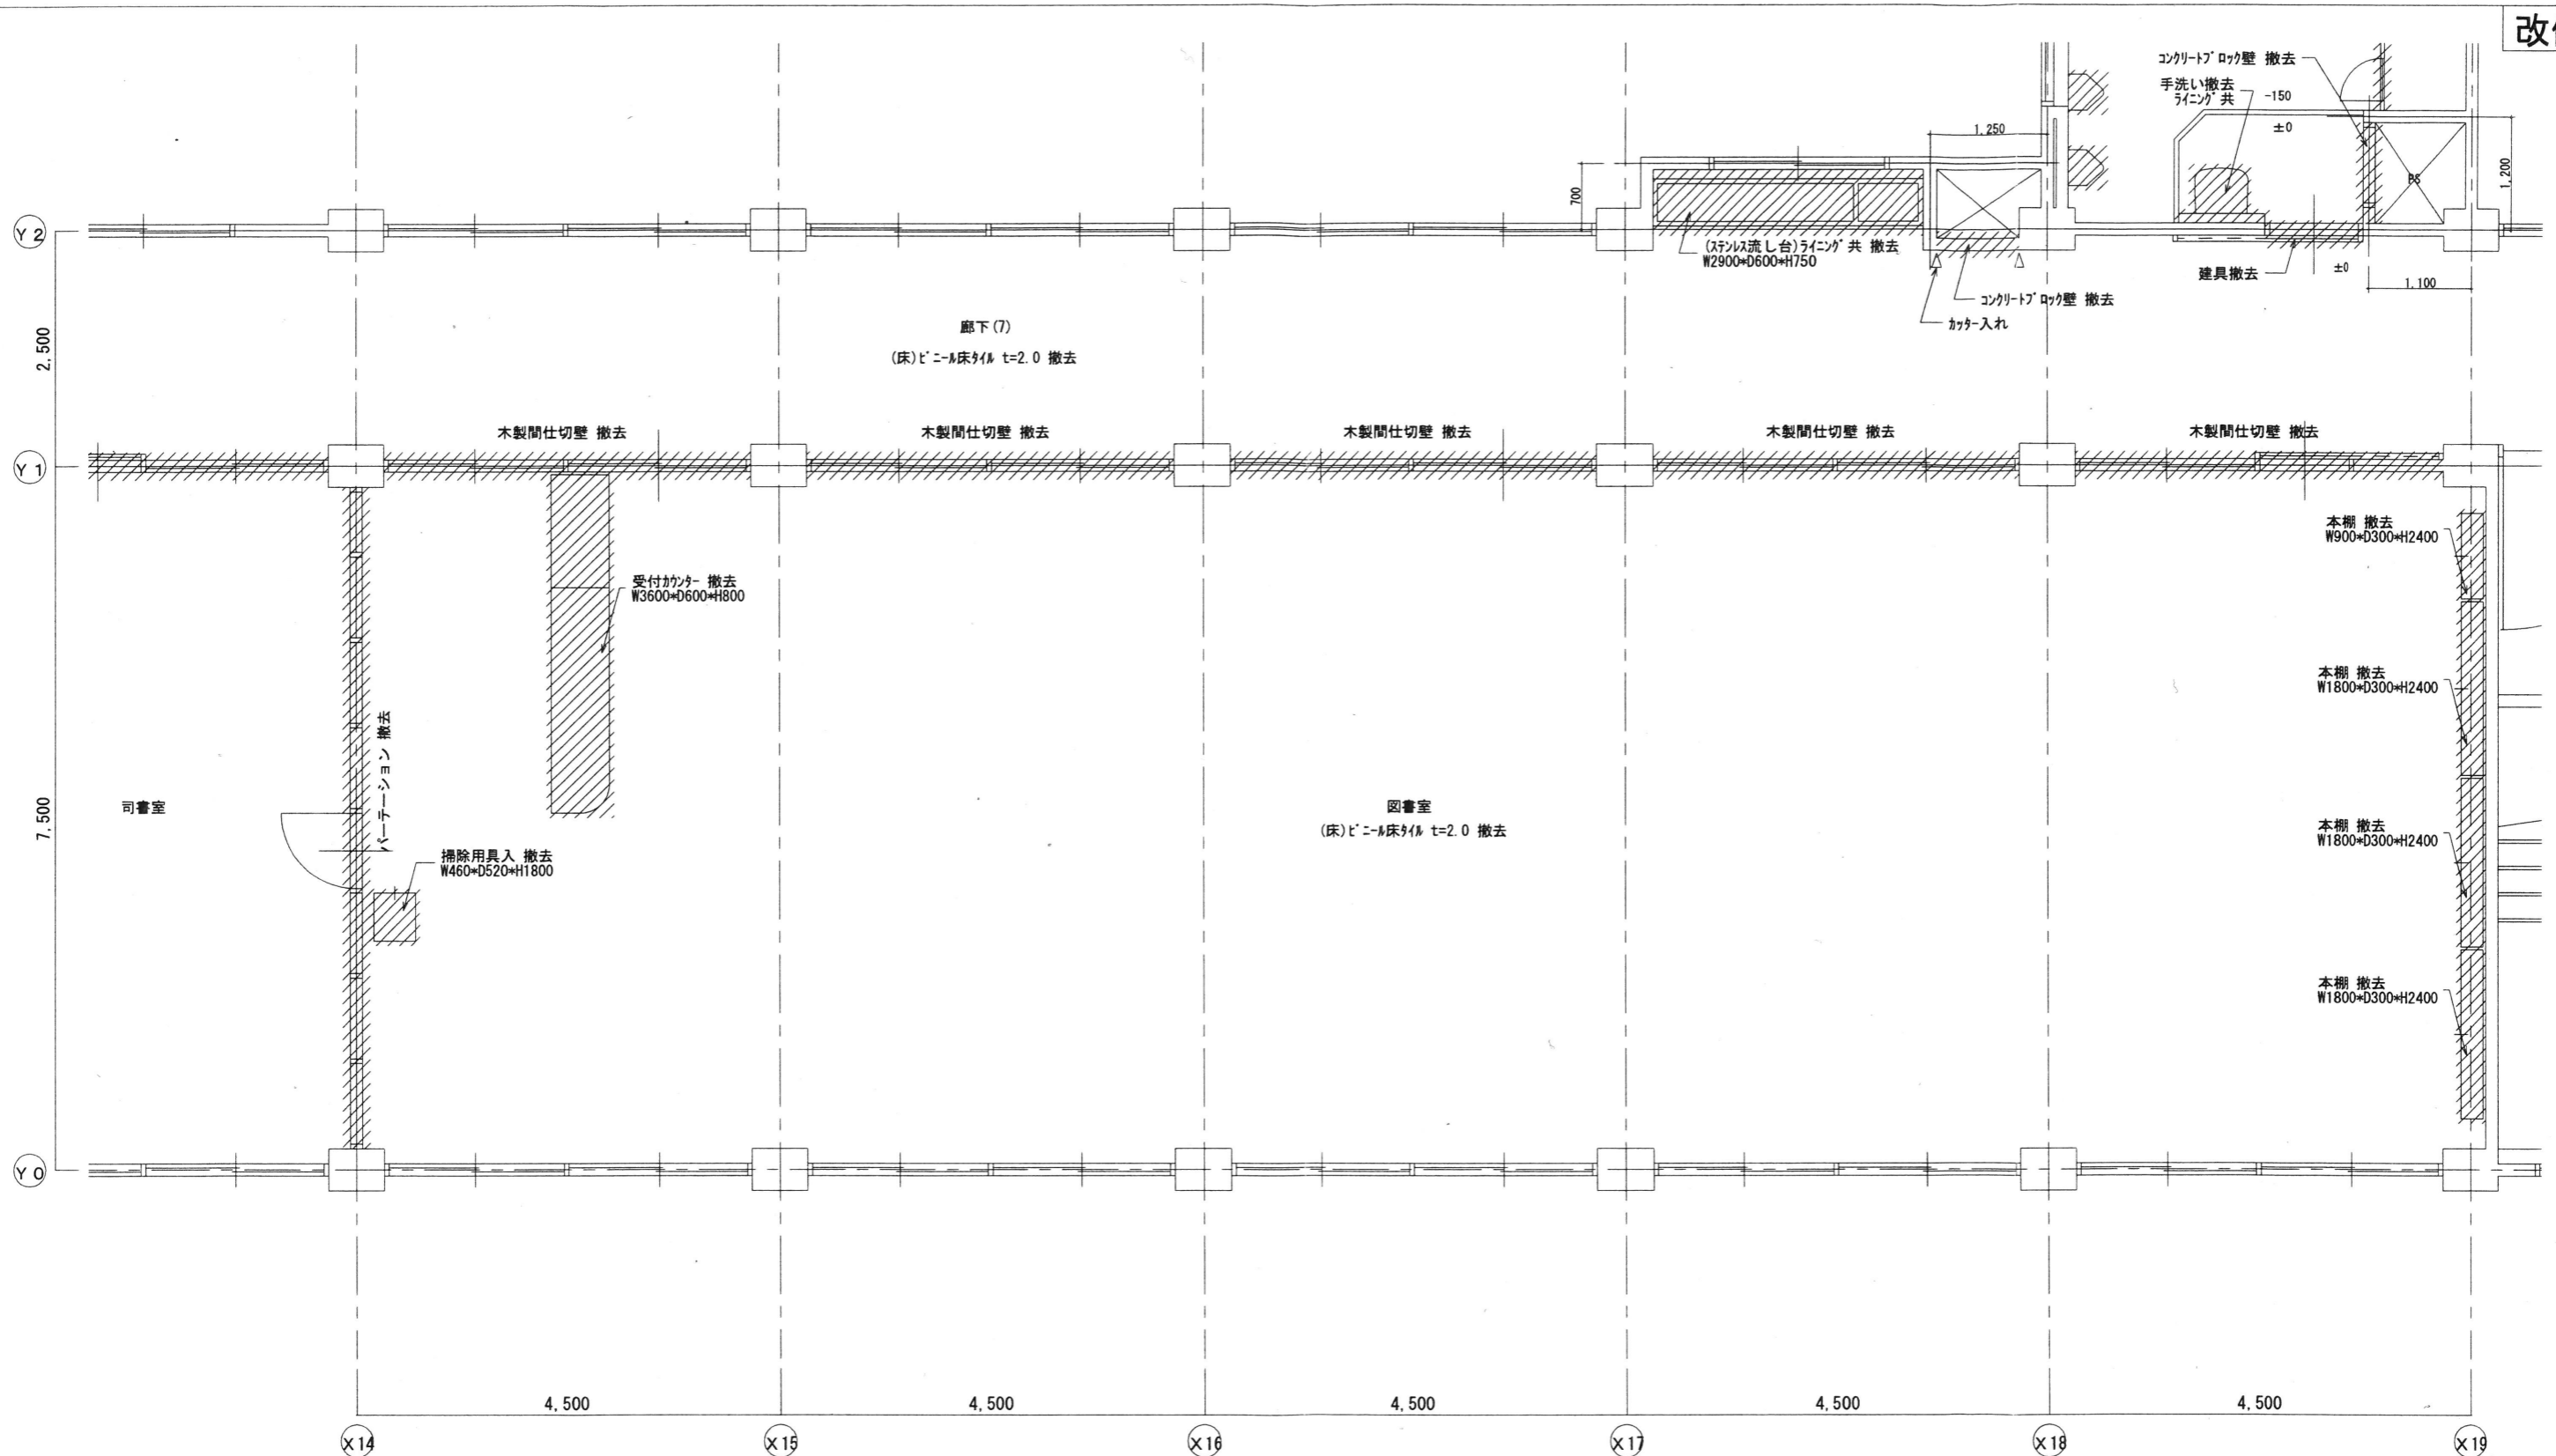 改
コンクリートブロック壁 撤去
手洗い撤去
ライニング共
-150
±0
1,250
1,200
PS
700
Y2
(ステンレス流し台)ライニング共 撤去
W2900*D600*H750
建具撤去
±0
1,100
コンクリートブロック壁 撤去
カッター入れ
2,500
廊下(7)
(床)ビニール床タイル t=2.0 撤去
木製間仕切壁 撤去
木製間仕切壁 撤去
木製間仕切壁 撤去
木製間仕切壁 撤去
木製間仕切壁 撤去
Y1
本棚 撤去
W900*D300*H2400
受付カウンター 撤去
W3600*D600*H800
本棚 撤去
W1800*D300*H2400
パーテーション 撤去
7,500
司書室
図書室
(床)ビニール床タイル t=2.0 撤去
本棚 撤去
W1800*D300*H2400
掃除用具入 撤去
W460*D520*H1800
本棚 撤去
W1800*D300*H2400
Y0
4,500
4,500
4,500
4,500
4,500
X14
X15
X16
X17
X18
X19